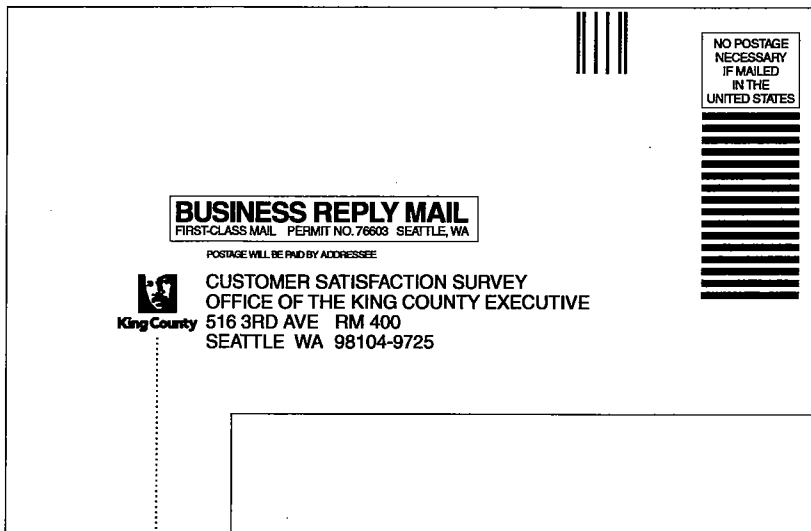 NO POSTAGE
NECESSARY
IF MAILED
IN THE
UNITED STATES
BUSINESS REPLY MAIL
FIRST-CLASS MAIL PERMIT NO. 76603 SEATTLE, WA
POSTAGE WILL BE PAID BY ADDRESSEE
King County
CUSTOMER SATISFACTION SURVEY
OFFICE OF THE KING COUNTY EXECUTIVE
516 3RD AVE RM 400
SEATTLE WA 98104-9725